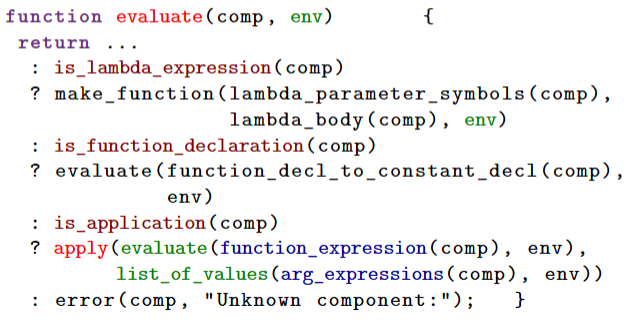 function evaluate(comp, env)        {
 return ...
  : is_lambda_expression(comp)
  ? make_function(lambda_parameter_symbols(comp),
                  lambda_body(comp), env)
  : is_function_declaration(comp)
  ? evaluate(function_decl_to_constant_decl(comp),
             env)
  : is_application(comp)
  ? apply(evaluate(function_expression(comp), env),
          list_of_values(arg_expressions(comp), env))
  : error(comp, "Unknown component:");   }